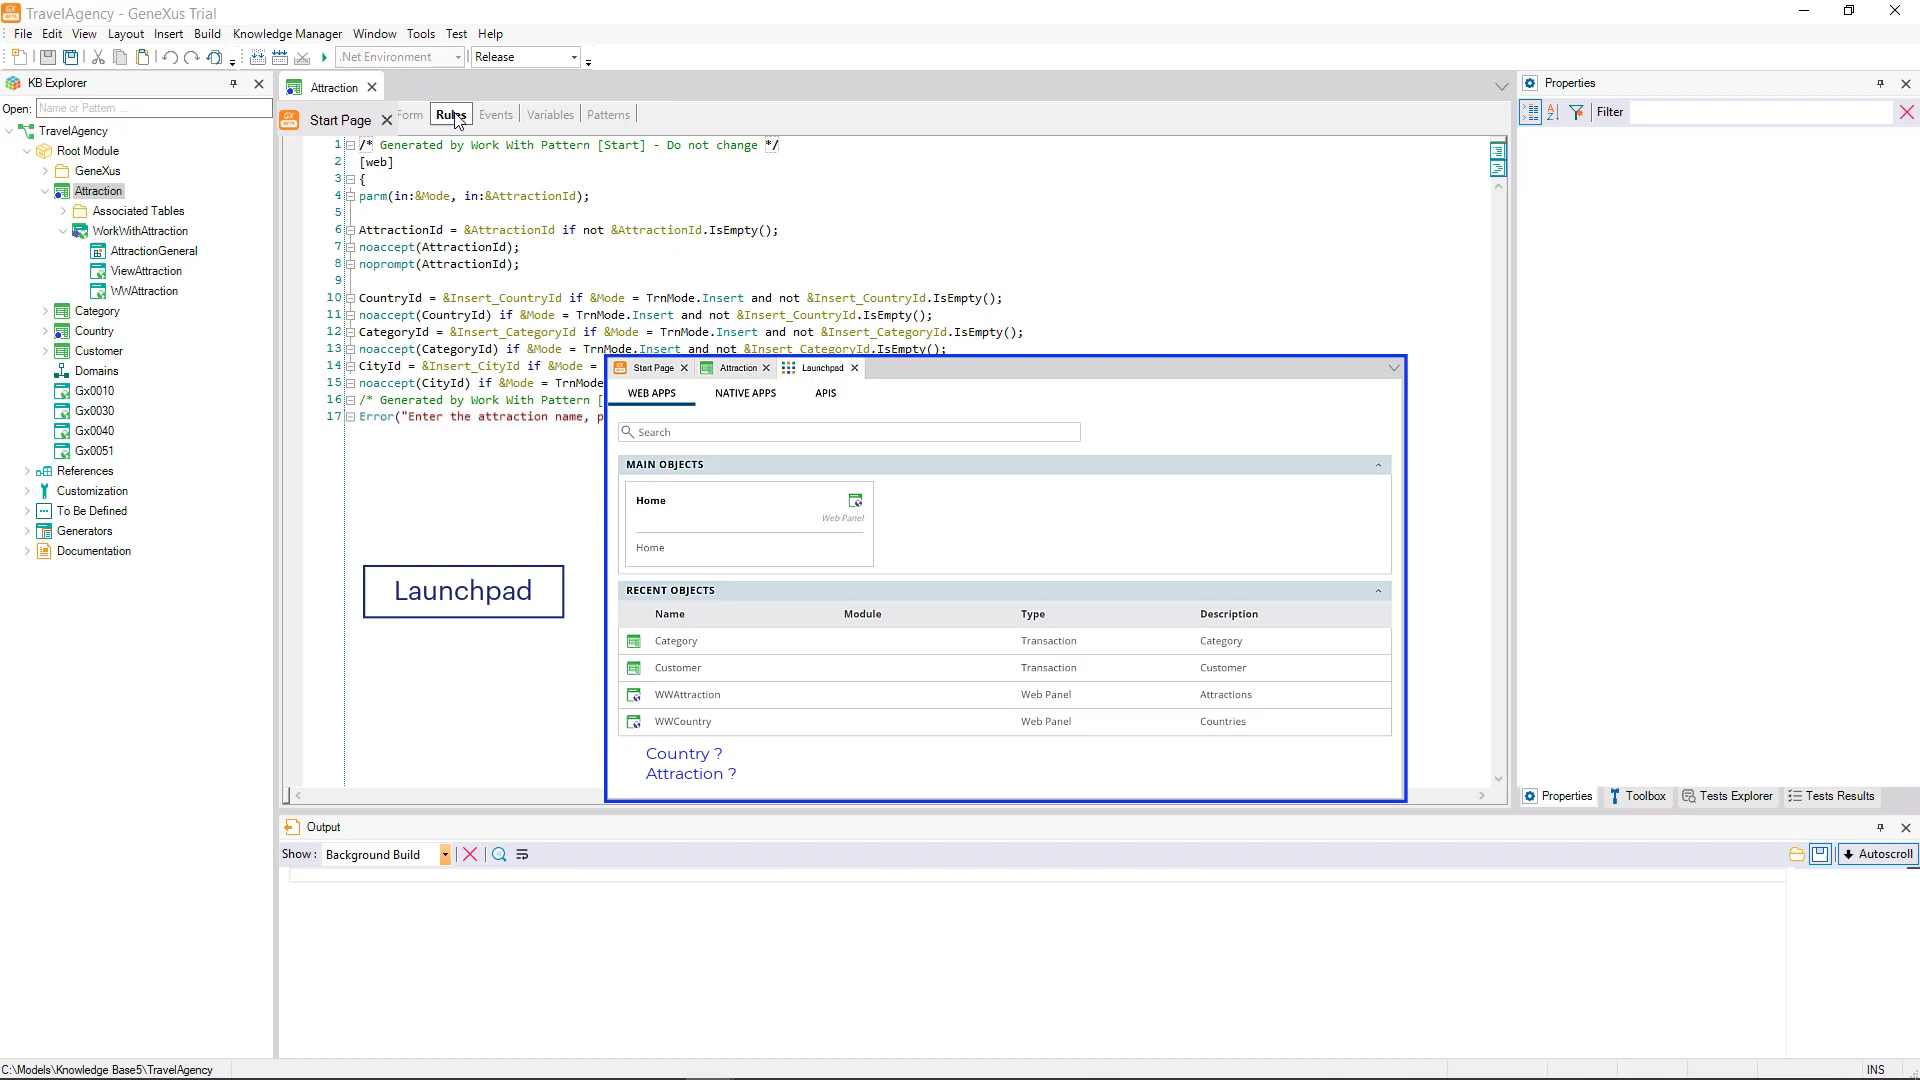 TravelAgency - GeneXus Trial
File Edit View Layout Insert Build Knowledge Manager Window Tools Test Help
.Net Environment Release
KB Explorer
Open: Name or Pattern ...
TravelAgency
Root Module
GeneXus
Attraction
Associated Tables
WorkWithAttraction
AttractionGeneral
ViewAttraction
WWAttraction
Category
Country
Customer
Domains
Gx0010
Gx0030
Gx0040
Gx0051
References
Customization
To Be Defined
Generators
Documentation
Attraction
Start Page
Form Rules Events Variables Patterns
1 /* Generated by Work With Pattern [Start] - Do not change */
2 [web]
3 {
4 parm(in:&Mode, in:&AttractionId);
5
6 AttractionId = &AttractionId if not &AttractionId.IsEmpty();
7 noaccept(AttractionId);
8 noprompt(AttractionId);
9
10 CountryId = &Insert_CountryId if &Mode = TrnMode.Insert and not &Insert_CountryId.IsEmpty();
11 noaccept(CountryId) if &Mode = TrnMode.Insert and not &Insert_CountryId.IsEmpty();
12 CategoryId = &Insert_CategoryId if &Mode = TrnMode.Insert and not &Insert_CategoryId.IsEmpty();
13 noaccept(CategoryId) if &Mode = TrnMode.Insert and not &Insert_CategoryId.IsEmpty();
14 CityId = &Insert_CityId if &Mode =
15 noaccept(CityId) if &Mode = TrnMode
16 /* Generated by Work With Pattern [
17 Error("Enter the attraction name, p
Launchpad
Start Page Attraction Launchpad
WEB APPS NATIVE APPS APIS
Search
MAIN OBJECTS
Home
Web Panel
Home
RECENT OBJECTS
Name Module Type Description
Category Transaction Category
Customer Transaction Customer
WWAttraction Web Panel Attractions
WWCountry Web Panel Countries
Country ?
Attraction ?
Properties
Filter
Properties Toolbox Tests Explorer Tests Results
Output
Show : Background Build
Autoscroll
C:\Models\Knowledge Base5\TravelAgency
INS